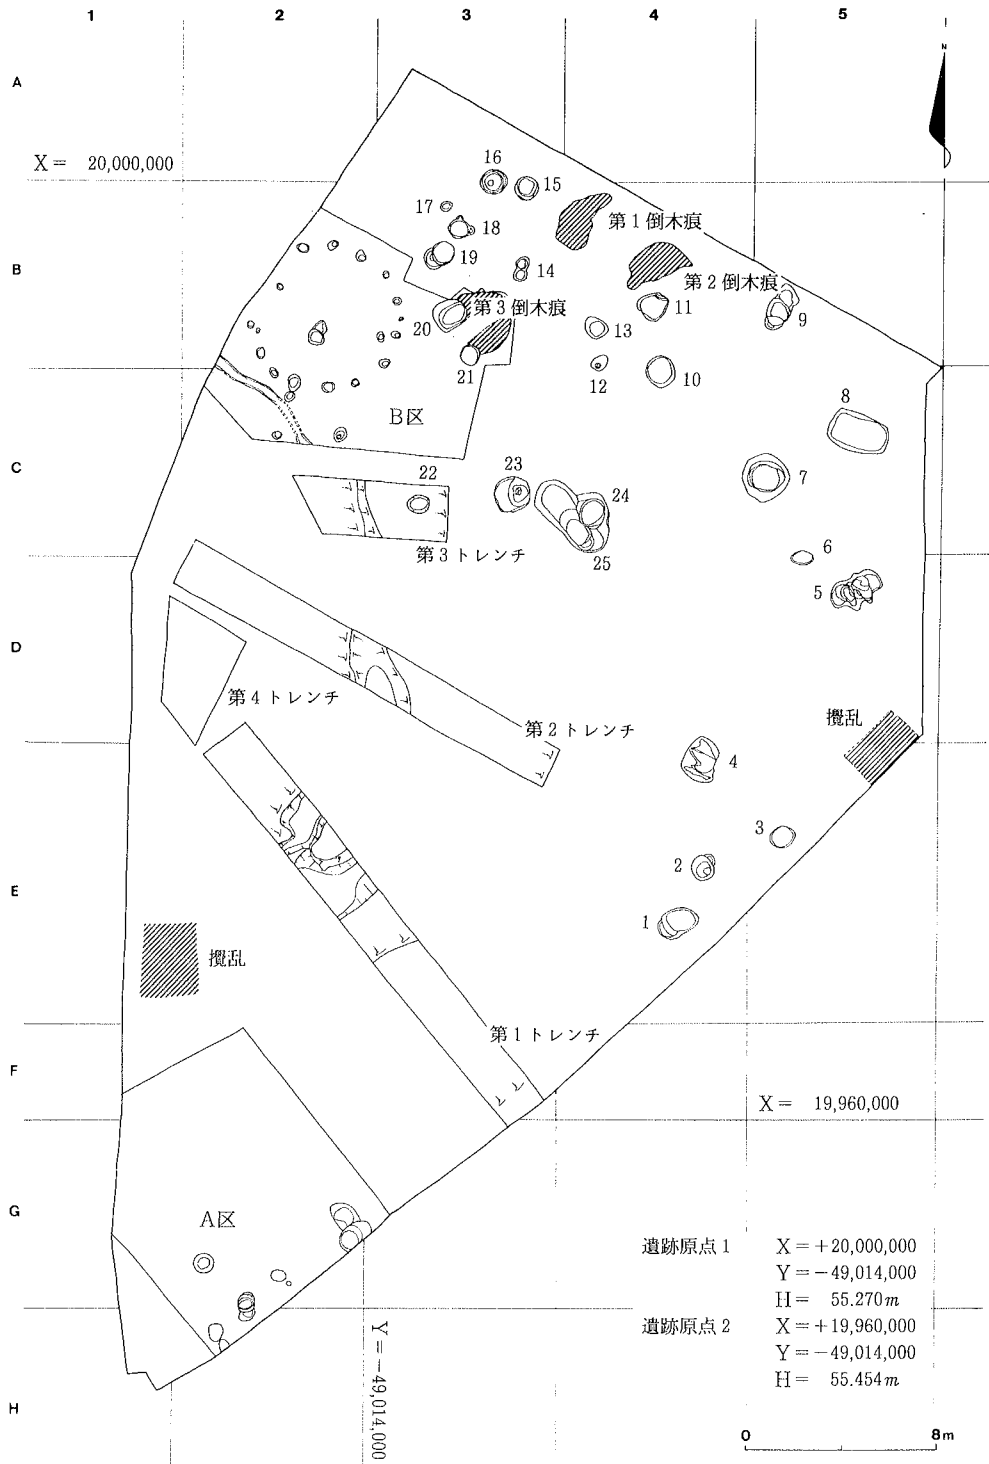 1 2 3 4 5
N
A
X = 20,000,000
16
15
17
18
第1倒木痕
B
19
14
第2倒木痕
11
9
20
第3倒木痕
13
21
12
10
8
B区
C
22
23
7
24
第3トレンチ
25
6
5
D
第4トレンチ
第2トレンチ
攪乱
4
3
2
E
1
攪乱
第1トレンチ
F
X = 19,960,000
G
A区
遺跡原点1 X=+20,000,000
Y=−49,014,000
H= 55.270m
遺跡原点2 X=+19,960,000
Y=−49,014,000
H= 55.454m
Y=−49,014,000
H
0 8m